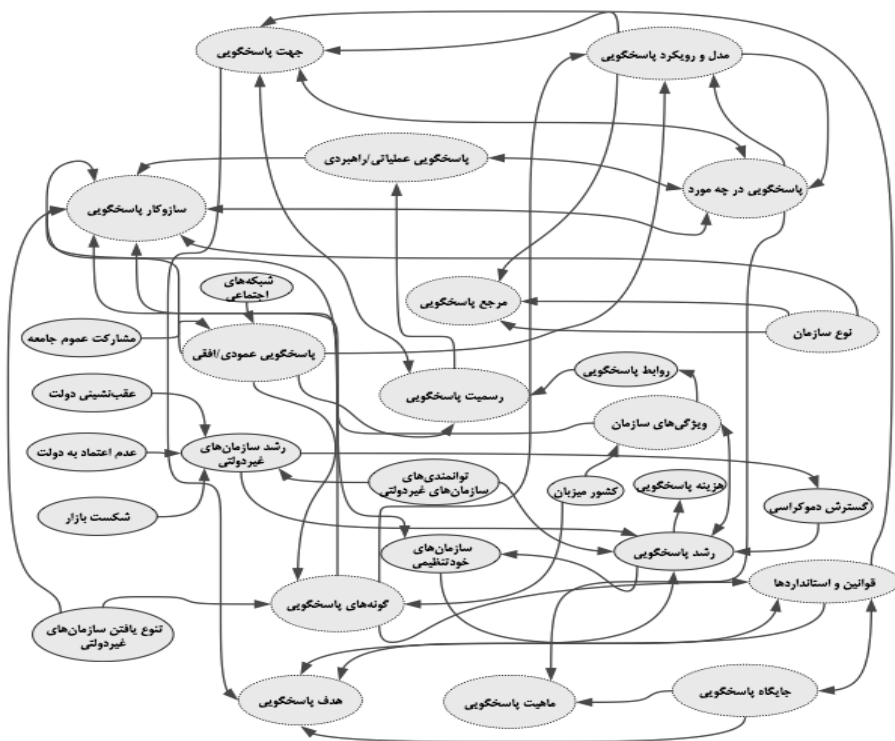 جهت پاسخگویی
مدل و رویکرد پاسخگویی
پاسخگویی عملیاتی/راهبردی
پاسخگویی در چه مورد
سازوکار پاسخگویی
شبکه‌های
اجتماعی
مرجع پاسخگویی
نوع سازمان
مشارکت عموم جامعه
پاسخگویی عمودی/افقی
روابط پاسخگویی
رسمیت پاسخگویی
عقب‌نشینی دولت
ویژگی‌های سازمان
رشد سازمان‌های
غیردولتی
عدم اعتماد به دولت
توانمندی‌های
سازمان‌های غیردولتی
کشور میزبان
هزینه پاسخگویی
گسترش دموکراسی
شکست بازار
سازمان‌های
خودتنظیمی
رشد پاسخگویی
قوانین و استانداردها
گونه‌های پاسخگویی
تنوع یافتن سازمان‌های
غیردولتی
هدف پاسخگویی
ماهیت پاسخگویی
جایگاه پاسخگویی